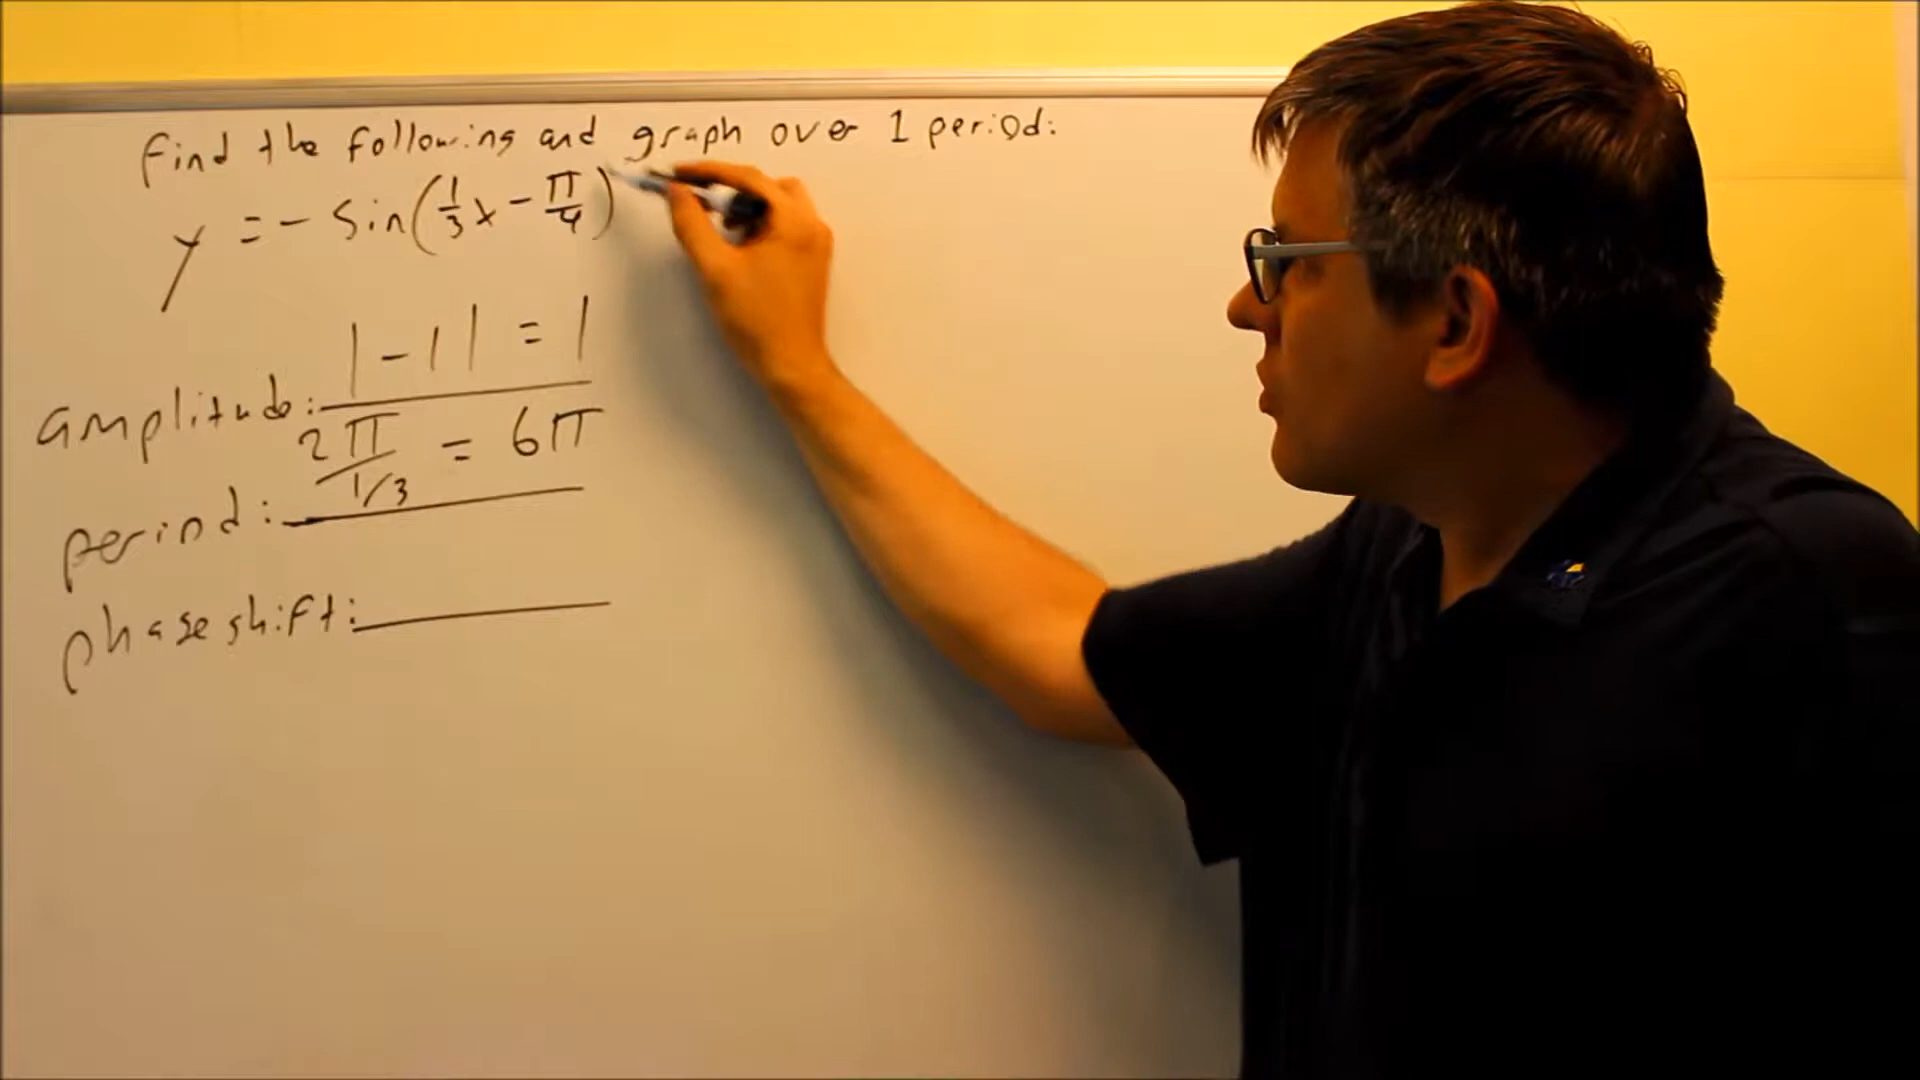 Find the following and graph over 1 period:
y = - sin(1/3 x - π/4)
amplitude: |-1| = 1
period: 2π/1/3 = 6π
phase shift: